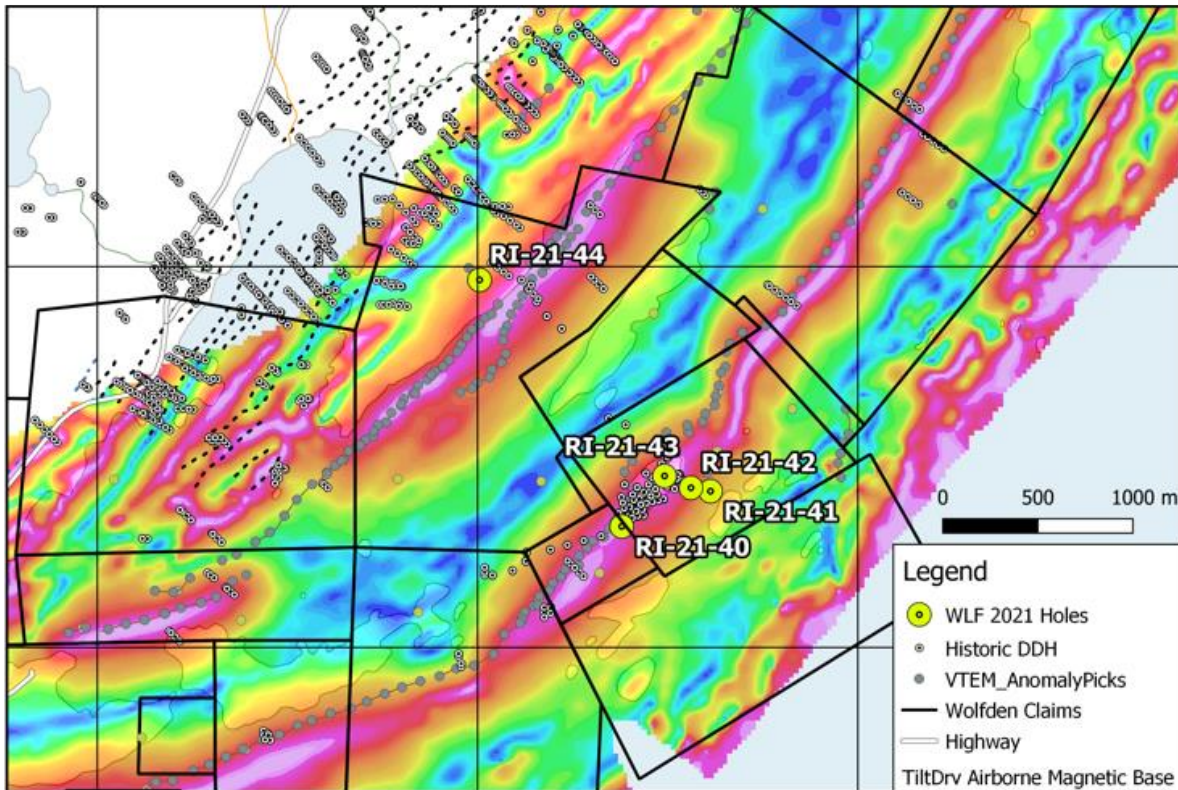 RI-21-44
RI-21-43
RI-21-42
RI-21-41
RI-21-40
0 500 1000 m
Legend
WLF 2021 Holes
Historic DDH
VTEM_AnomalyPicks
Wolfden Claims
Highway
TiltDrv Airborne Magnetic Base